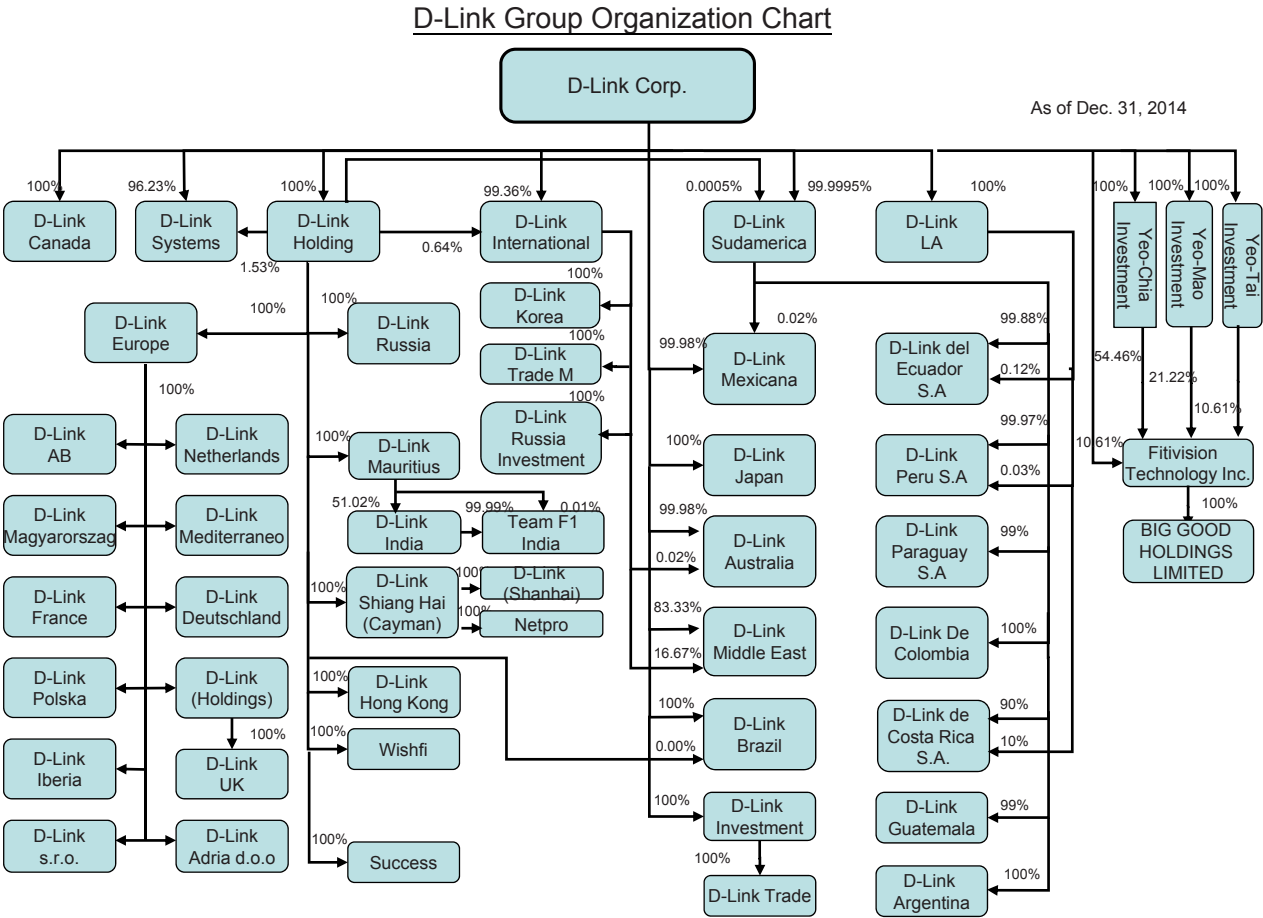 D-Link Group Organization Chart
D-Link Corp.
As of Dec. 31, 2014
100%
96.23%
100%
99.36%
0.0005%
99.9995%
100%
100%
100%
100%
D-Link
Canada
D-Link
Systems
D-Link
Holding
D-Link
International
D-Link
Sudamerica
D-Link
LA
Yeo-Chia
Investment
Yeo-Mao
Investment
Yeo-Tai
Investment
1.53%
0.64%
100%
D-Link
Europe
100%
D-Link
Russia
100%
100%
D-Link
Korea
100%
D-Link
Trade M
100%
D-Link
Russia
Investment
0.02%
99.98%
D-Link
Mexicana
99.88%
D-Link del
Ecuador
S.A
0.12%
54.46%
21.22%
10.61%
10.61%
Fitivision
Technology Inc.
100%
BIG GOOD
HOLDINGS
LIMITED
D-Link
AB
D-Link
Netherlands
100%
D-Link
Mauritius
100%
D-Link
Japan
99.97%
D-Link
Peru S.A
0.03%
51.02%
99.99%
0.01%
D-Link
Magyarorszag
D-Link
Mediterraneo
D-Link
India
Team F1
India
99.98%
0.02%
D-Link
Australia
D-Link
Paraguay
S.A
99%
D-Link
France
D-Link
Deutschland
100%
D-Link
Shiang Hai
(Cayman)
100%
D-Link
(Shanhai)
100%
Netpro
83.33%
16.67%
D-Link
Middle East
D-Link De
Colombia
100%
D-Link
Polska
D-Link
(Holdings)
100%
100%
D-Link
Hong Kong
100%
0.00%
D-Link
Brazil
D-Link de
Costa Rica
S.A.
90%
10%
D-Link
Iberia
D-Link
UK
100%
Wishfi
100%
D-Link
Investment
D-Link
Guatemala
99%
D-Link
s.r.o.
D-Link
Adria d.o.o
100%
Success
100%
D-Link Trade
D-Link
Argentina
100%